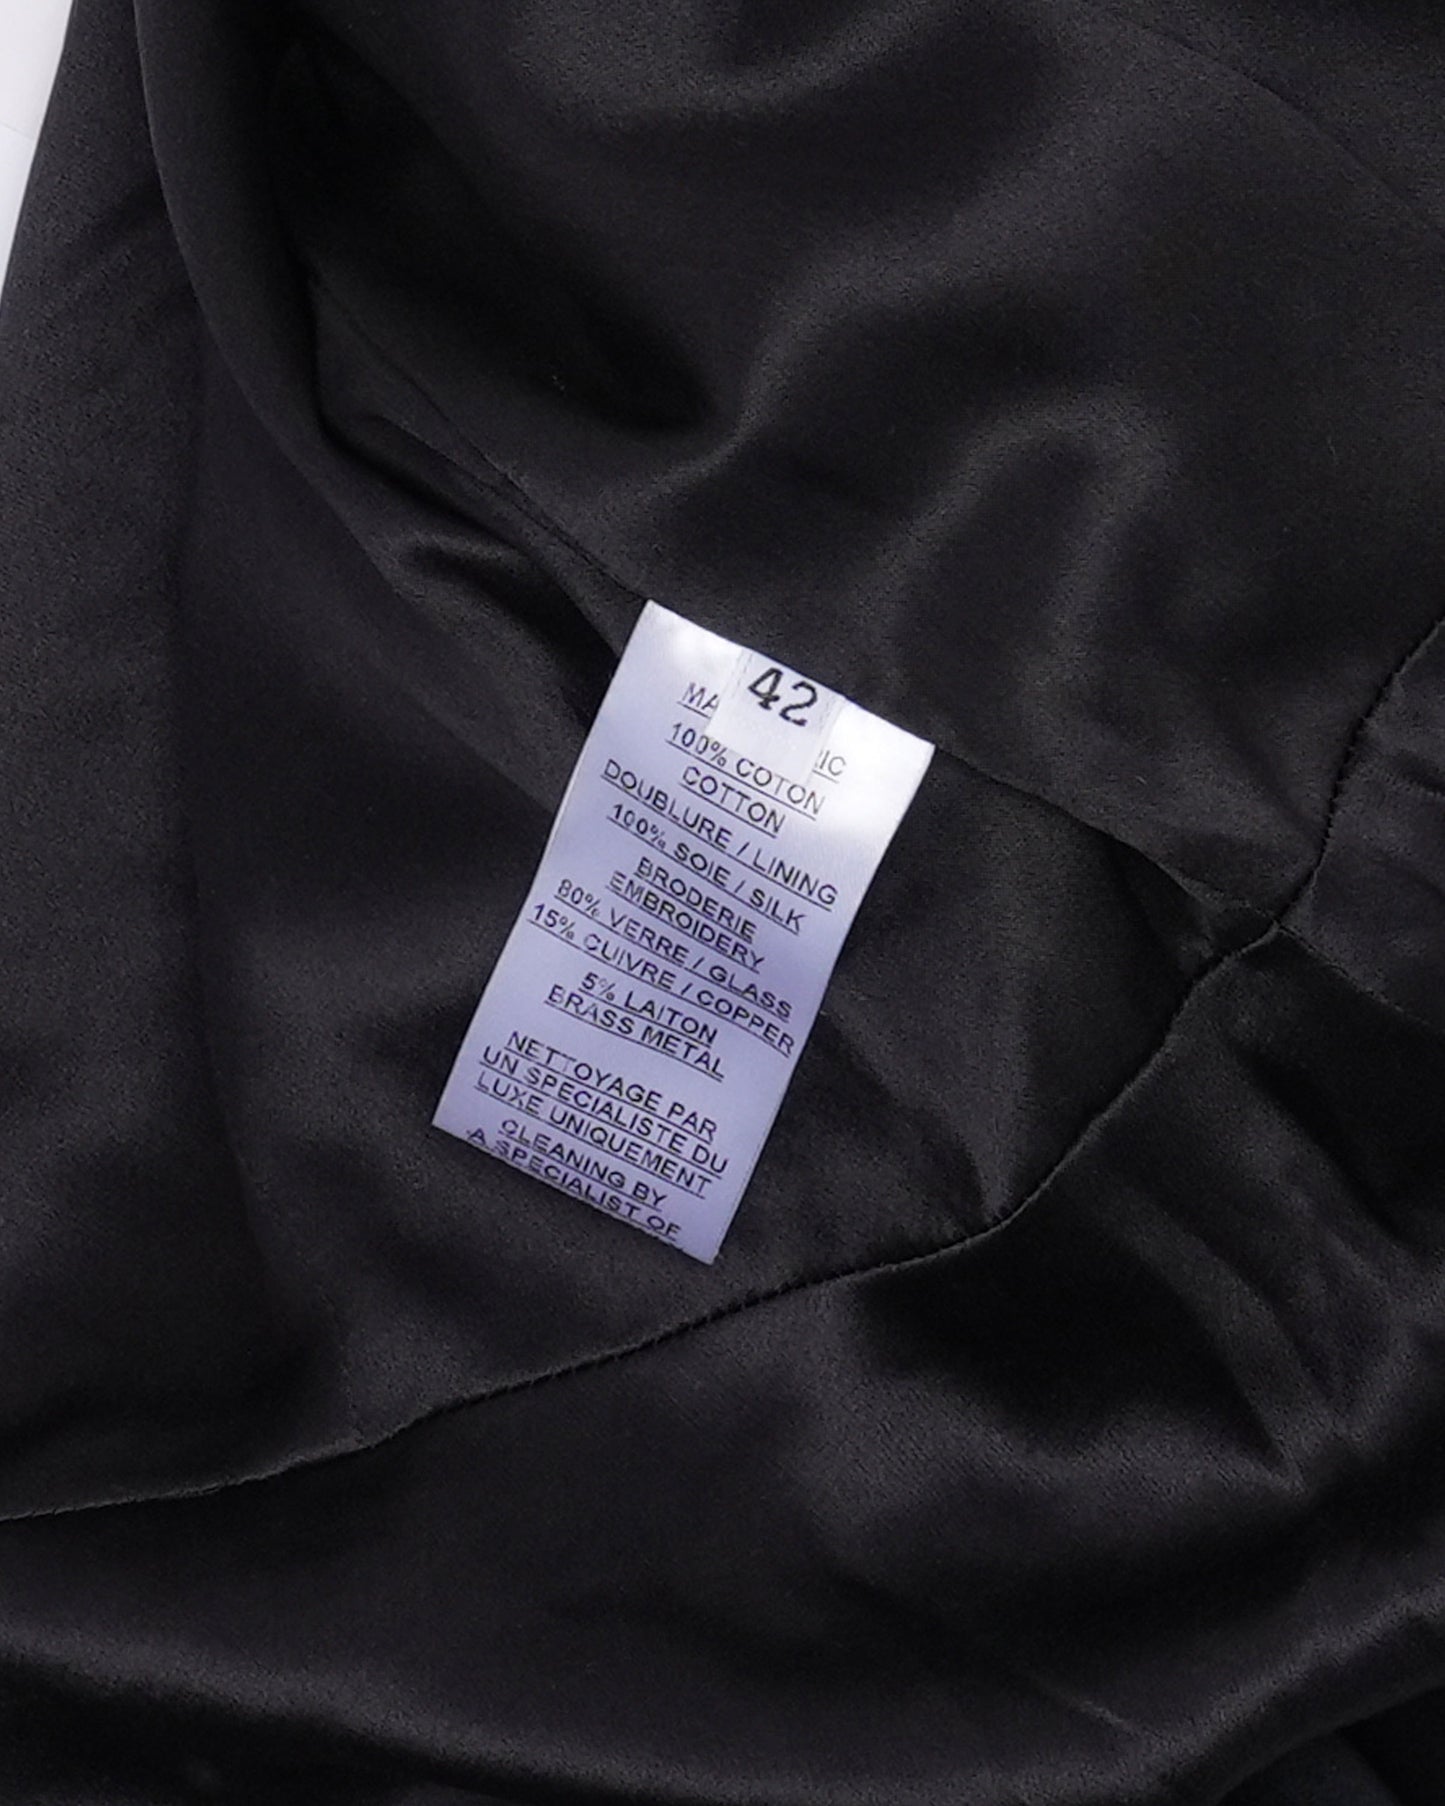 42
100% COTON
COTTON
DOUBLURE / LINING
100% SOIE / SILK
BRODERIE
EMBROIDERY
80% VERRE / GLASS
15% CUIVRE / COPPER
5% LAITON
BRASS METAL
NETTOYAGE PAR
UN SPECIALISTE DU
LUXE UNIQUEMENT
CLEANING BY
A SPECIALIST OF